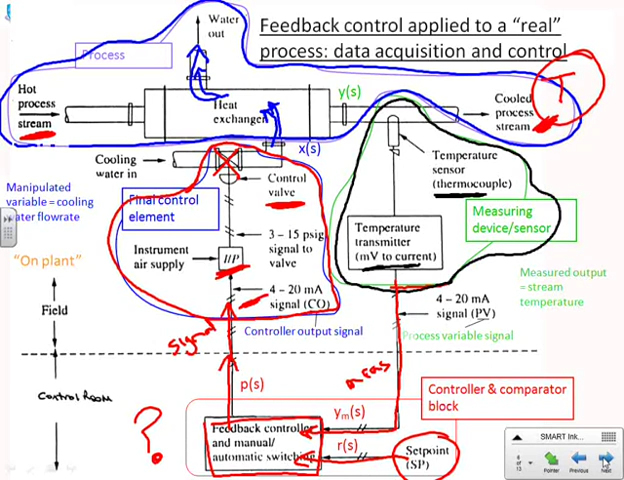 Feedback control applied to a “real”
process: data acquisition and control
Water
out
Process
Hot
process
stream
y(s)
T
Heat
exchanger
Cooled
process
stream
x(s)
Cooling
water in
Temperature
sensor
(thermocouple)
Control
valve
Manipulated
variable = cooling
water flowrate
Final control
element
Measuring
device/sensor
3 – 15 psig
signal to
valve
Temperature
transmitter
(mV to current)
Instrument
air supply
I/P
“On plant”
Measured output
= stream
temperature
4 – 20 mA
signal (CO)
4 – 20 mA
signal (PV)
Field
Controller output signal
Process variable signal
signal
meas
p(s)
Control Room
Controller & comparator
block
ym(s)
?
Feedback controller
and manual/
automatic switching
r(s)
Setpoint
(SP)
SMART Ink...
6
of
13
Pointer
Previous
Next